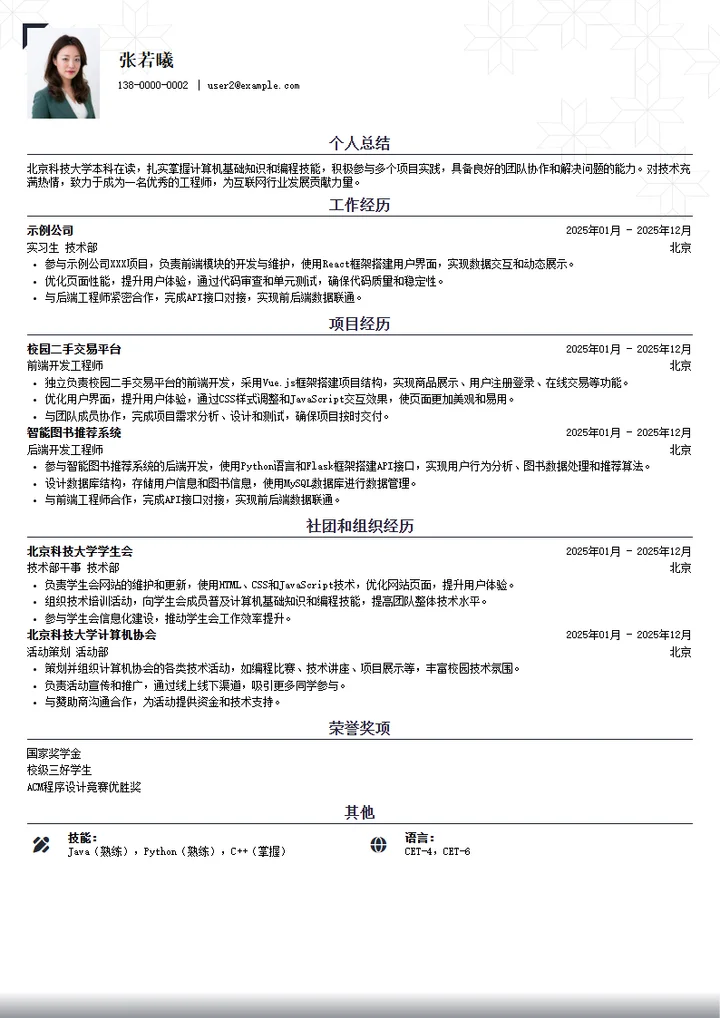 张若曦
138-0000-0002 | user2@example.com
个人总结
北京科技大学本科在读，扎实掌握计算机基础知识和编程技能，积极参与多个项目实践，具备良好的团队协作和解决问题的能力。对技术充
满热情，致力于成为一名优秀的工程师，为互联网行业发展贡献力量。
工作经历
示例公司 2025年01月 - 2025年12月
实习生 技术部 北京
• 参与示例公司XXX项目，负责前端模块的开发与维护，使用React框架搭建用户界面，实现数据交互和动态展示。
• 优化页面性能，提升用户体验，通过代码审查和单元测试，确保代码质量和稳定性。
• 与后端工程师紧密合作，完成API接口对接，实现前后端数据联通。
项目经历
校园二手交易平台 2025年01月 - 2025年12月
前端开发工程师 北京
• 独立负责校园二手交易平台的前端开发，采用Vue.js框架搭建项目结构，实现商品展示、用户注册登录、在线交易等功能。
• 优化用户界面，提升用户体验，通过CSS样式调整和JavaScript交互效果，使页面更加美观和易用。
• 与团队成员协作，完成项目需求分析、设计和测试，确保项目按时交付。
智能图书推荐系统 2025年01月 - 2025年12月
后端开发工程师 北京
• 参与智能图书推荐系统的后端开发，使用Python语言和Flask框架搭建API接口，实现用户行为分析、图书数据处理和推荐算法。
• 设计数据库结构，存储用户信息和图书信息，使用MySQL数据库进行数据管理。
• 与前端工程师合作，完成API接口对接，实现前后端数据联通。
社团和组织经历
北京科技大学学生会 2025年01月 - 2025年12月
技术部干事 技术部 北京
• 负责学生会网站的维护和更新，使用HTML、CSS和JavaScript技术，优化网站页面，提升用户体验。
• 组织技术培训活动，向学生会成员普及计算机基础知识和编程技能，提高团队整体技术水平。
• 参与学生会信息化建设，推动学生会工作效率提升。
北京科技大学计算机协会 2025年01月 - 2025年12月
活动策划 活动部 北京
• 策划并组织计算机协会的各类技术活动，如编程比赛、技术讲座、项目展示等，丰富校园技术氛围。
• 负责活动宣传和推广，通过线上线下渠道，吸引更多同学参与。
• 与赞助商沟通合作，为活动提供资金和技术支持。
荣誉奖项
国家奖学金
校级三好学生
ACM程序设计竞赛优胜奖
其他
技能： 语言：
Java（熟练），Python（熟练），C++（掌握） CET-4，CET-6